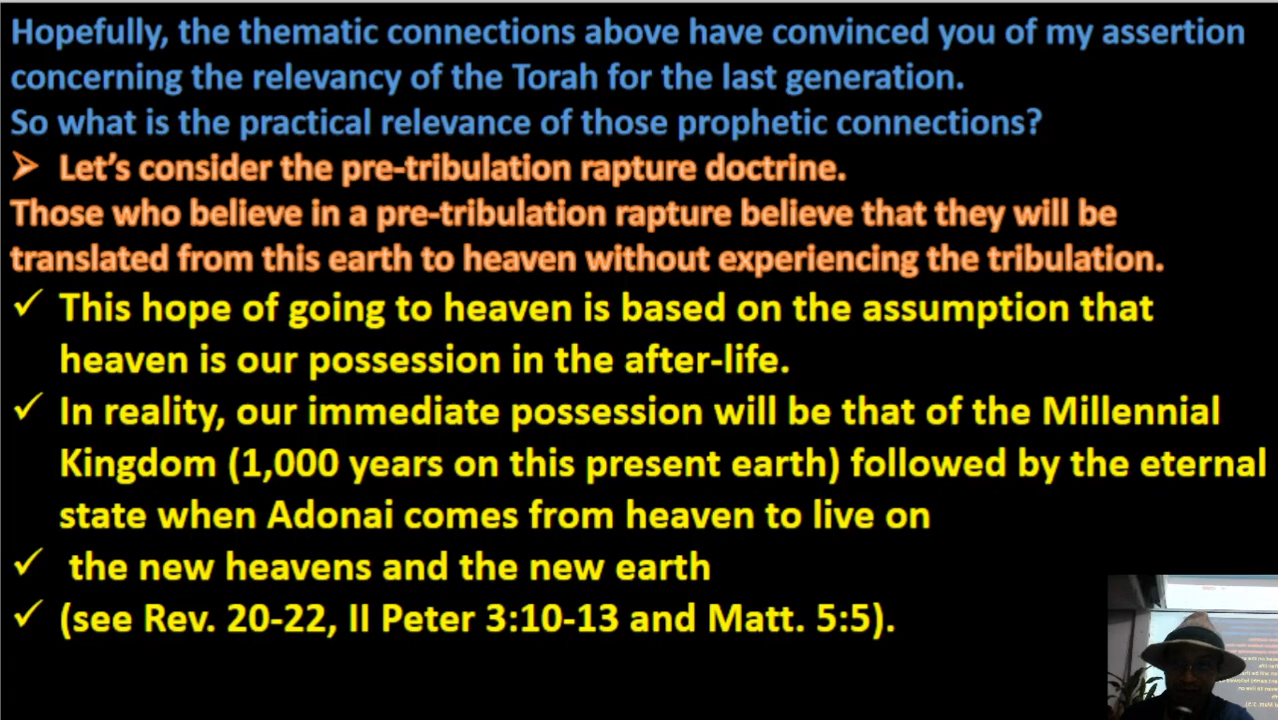 Hopefully, the thematic connections above have convinced you of my assertion
concerning the relevancy of the Torah for the last generation.
So what is the practical relevance of those prophetic connections?
➢ Let's consider the pre-tribulation rapture doctrine.
Those who believe in a pre-tribulation rapture believe that they will be
translated from this earth to heaven without experiencing the tribulation.
✓ This hope of going to heaven is based on the assumption that
heaven is our possession in the after-life.
✓ In reality, our immediate possession will be that of the Millennial
Kingdom (1,000 years on this present earth) followed by the eternal
state when Adonai comes from heaven to live on
✓ the new heavens and the new earth
✓ (see Rev. 20-22, II Peter 3:10-13 and Matt. 5:5).